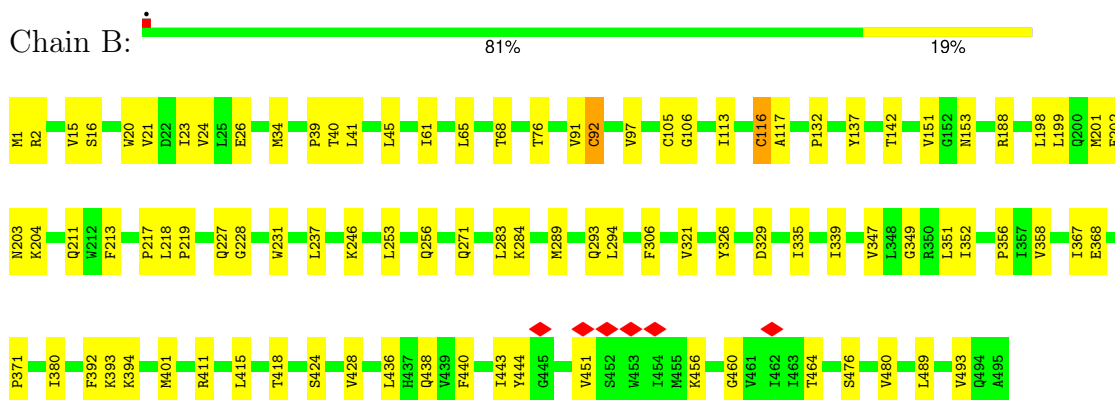 Chain B:
81% 19%
M1 R2 V15 S16 W20 V21 D22 I23 V24 L25 E26 M34 P39 T40 L41 L45 I61 L65 T68 T76 V91 C92 V97 C105 G106 I113 C116 A117 P132 Y137 T142 V151 G152 N153 R188 L198 L199 Q200 M201
N203 K204 Q211 W212 F213 P217 L218 P219 Q227 G228 W231 L237 K246 L253 Q256 Q271 L283 K284 M289 Q293 L294 F306 V321 Y326 D329 I335 I339 V347 L348 G349 R350 L351 I352 P356 I357 V358 I367 E368
P371 I380 F392 K393 K394 M401 R411 L415 T418 S424 V428 L436 H437 Q438 V439 F440 I443 Y444 G445 V451 S452 W453 I454 M455 K456 G460 V461 I462 I463 T464 S476 V480 L489 V493 Q494 A495